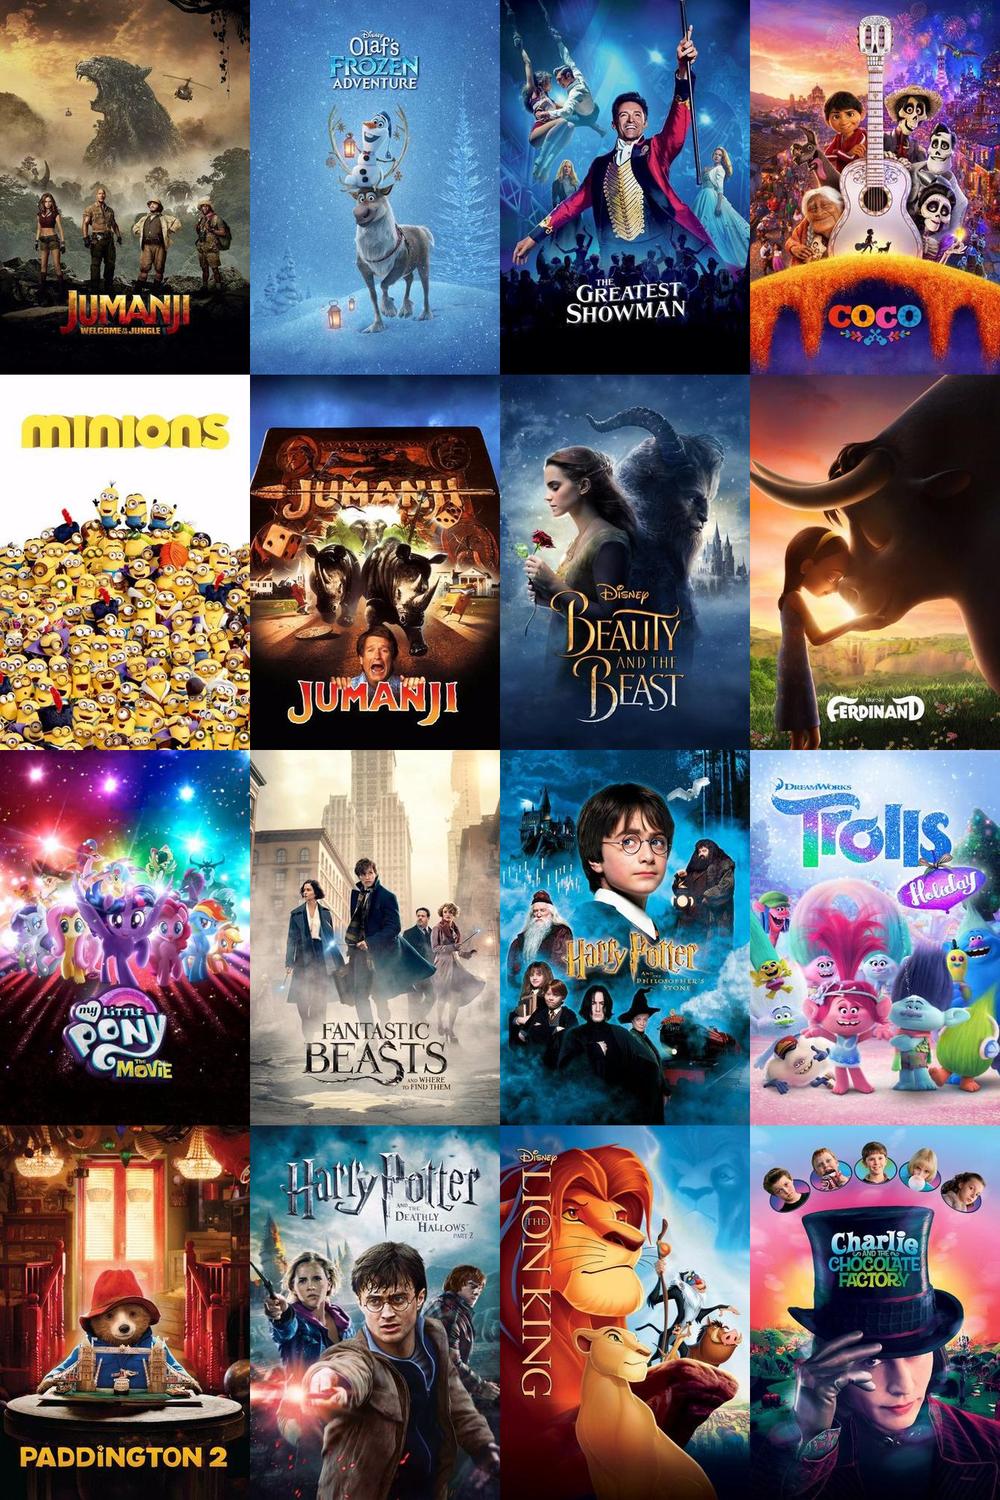 JUMANJI
WELCOME TO THE JUNGLE
Disney
Olaf's
FROZEN
ADVENTURE
THE
GREATEST
SHOWMAN
COCO
minions
JUMANJI
JUMANJI
Disney
BEAUTY
AND THE
BEAST
FERDINAND
my LiTTLE
PONY
THE
MOViE
FANTASTIC
BEASTS
AND WHERE
TO FIND THEM
Harry Potter
AND THE
PHILOSOPHER'S
STONE
DREAMWORKS
Trolls
Holiday
PADDiNGTON 2
Harry Potter
AND THE
DEATHLY
HALLOWS
PART 2
Disney
THE
LION KING
Charlie
AND THE
CHOCOLATE
FACTORY